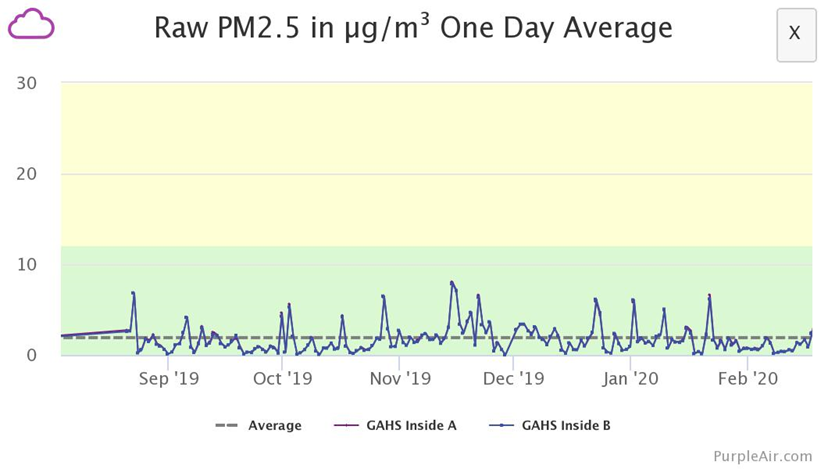 Raw PM2.5 in µg/m³ One Day Average
X
30
20
10
0
Sep '19 Oct '19 Nov '19 Dec '19 Jan '20 Feb '20
Average GAHS Inside A GAHS Inside B
PurpleAir.com